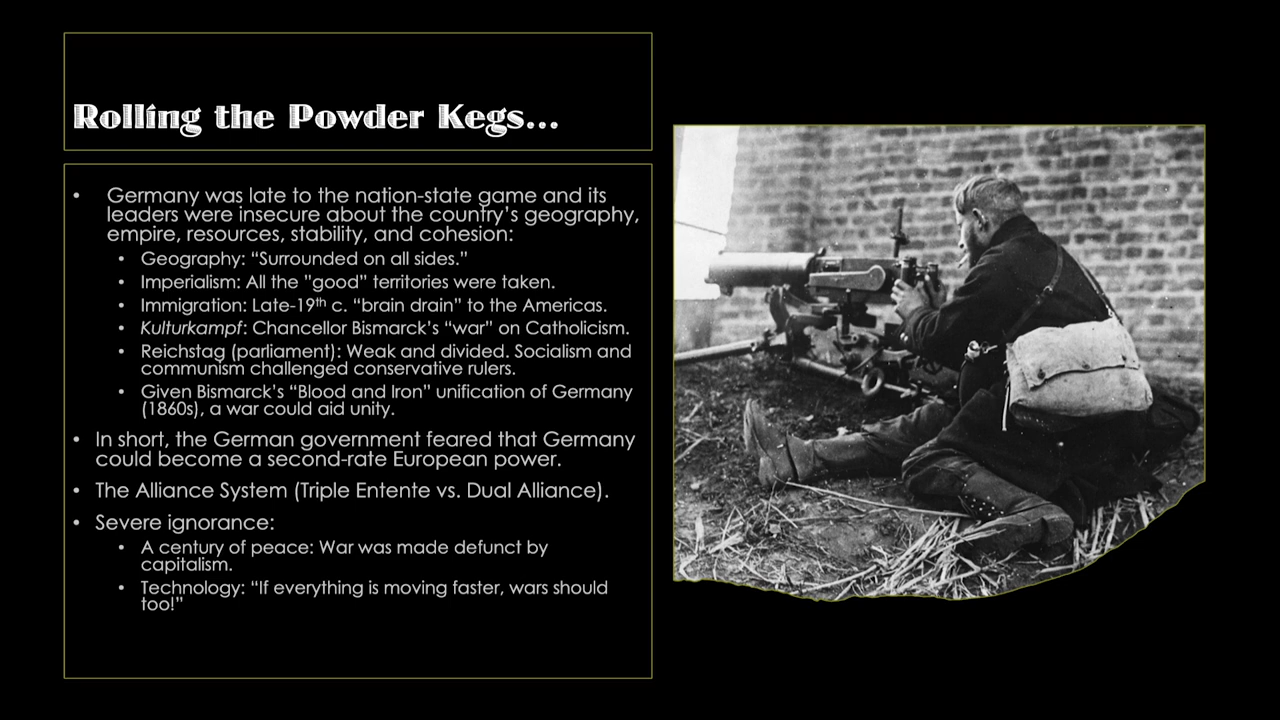 Rolling the Powder Kegs...
• Germany was late to the nation-state game and its
leaders were insecure about the country's geography,
empire, resources, stability, and cohesion:
• Geography: “Surrounded on all sides.”
• Imperialism: All the ”good” territories were taken.
• Immigration: Late-19th c. “brain drain” to the Americas.
• Kulturkampf: Chancellor Bismarck's “war” on Catholicism.
• Reichstag (parliament): Weak and divided. Socialism and
communism challenged conservative rulers.
• Given Bismarck's “Blood and Iron” unification of Germany
(1860s), a war could aid unity.
• In short, the German government feared that Germany
could become a second-rate European power.
• The Alliance System (Triple Entente vs. Dual Alliance).
• Severe ignorance:
• A century of peace: War was made defunct by
capitalism.
• Technology: “If everything is moving faster, wars should
too!”